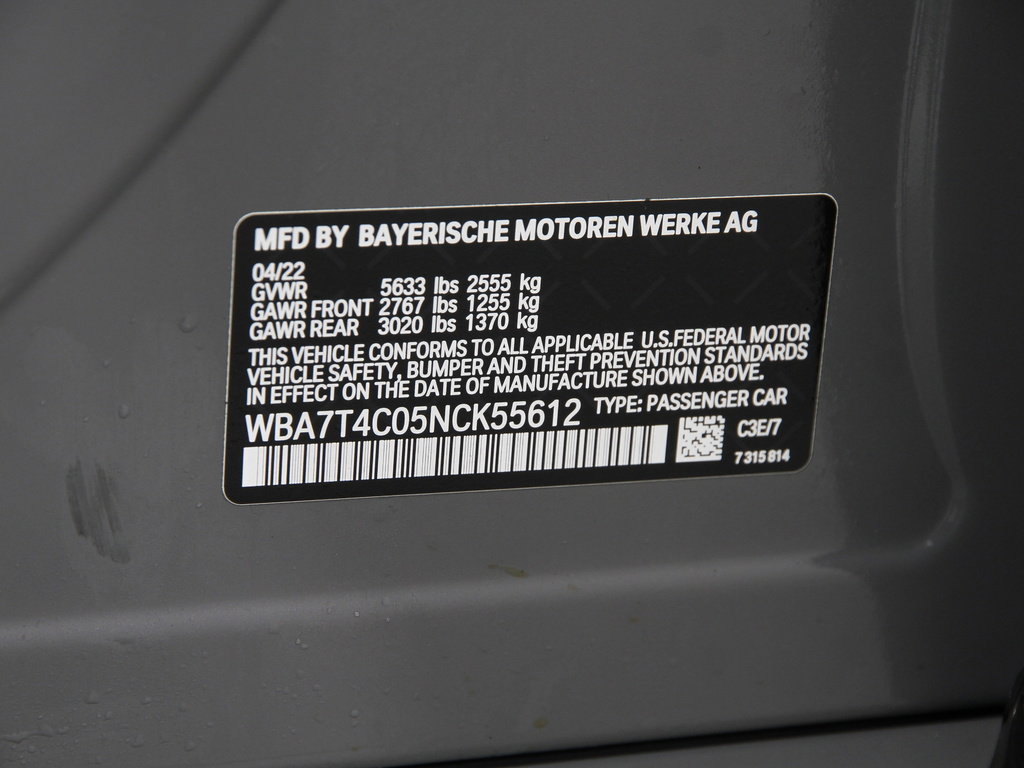 MFD BY BAYERISCHE MOTOREN WERKE AG
04/22
GVWR 5633 lbs 2555 kg
GAWR FRONT 2767 lbs 1255 kg
GAWR REAR 3020 lbs 1370 kg
THIS VEHICLE CONFORMS TO ALL APPLICABLE U.S.FEDERAL MOTOR
VEHICLE SAFETY, BUMPER AND THEFT PREVENTION STANDARDS
IN EFFECT ON THE DATE OF MANUFACTURE SHOWN ABOVE.
WBA7T4C05NCK55612 TYPE: PASSENGER CAR
C3E/7
7 315 814